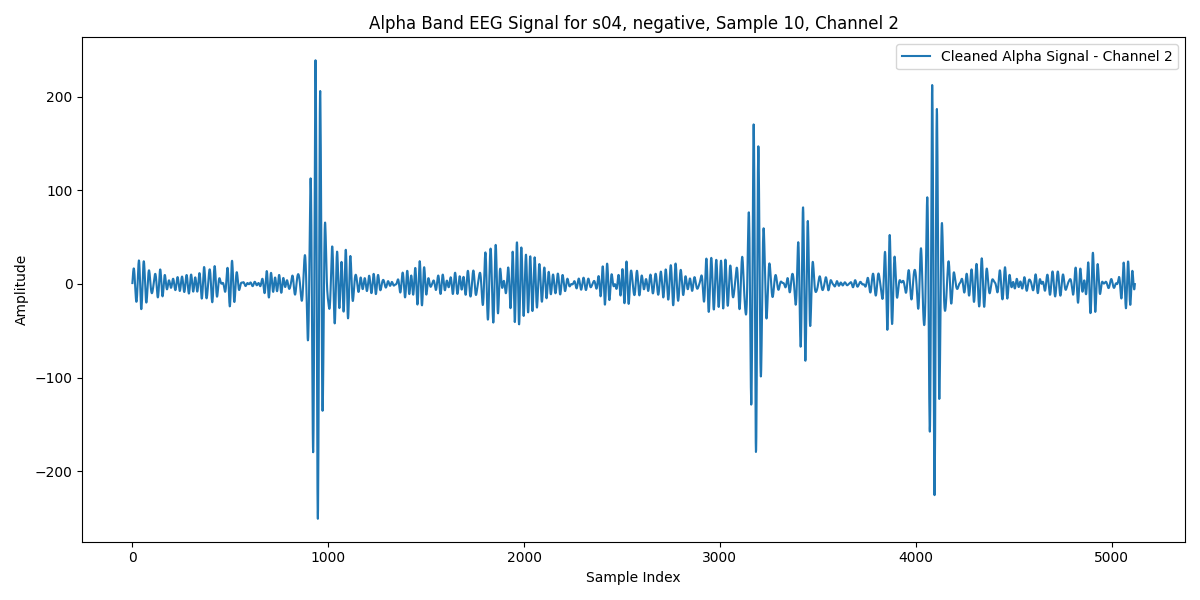 Alpha Band EEG Signal for s04, negative, Sample 10, Channel 2
Cleaned Alpha Signal - Channel 2
200
100
0
−100
−200
Amplitude
0 1000 2000 3000 4000 5000
Sample Index